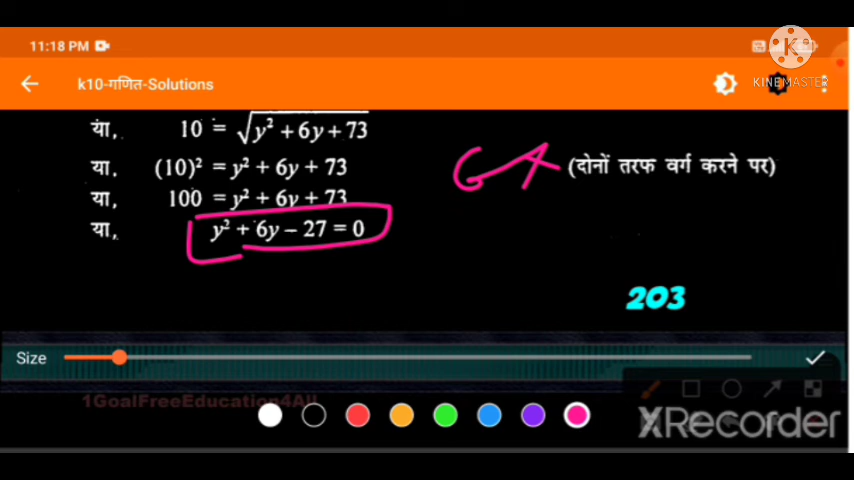 11:18 PM
K
k10-गणित-Solutions
KINEMASTER
या, 10 = √y² + 6y + 73
या, (10)² = y² + 6y + 73 (दोनों तरफ वर्ग करने पर)
या, 100 = y² + 6y + 73
या, y² + 6y – 27 = 0
203
Size
1GoalFreeEducation4All
XRecorder